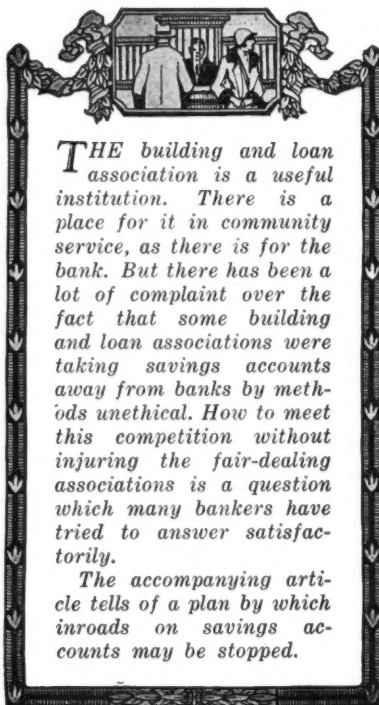 THE building and loan
association is a useful
institution. There is a
place for it in community
service, as there is for the
bank. But there has been a
lot of complaint over the
fact that some building
and loan associations were
taking savings accounts
away from banks by meth-
ods unethical. How to meet
this competition without
injuring the fair-dealing
associations is a question
which many bankers have
tried to answer satisfac-
torily.
The accompanying arti-
cle tells of a plan by which
inroads on savings ac-
counts may be stopped.